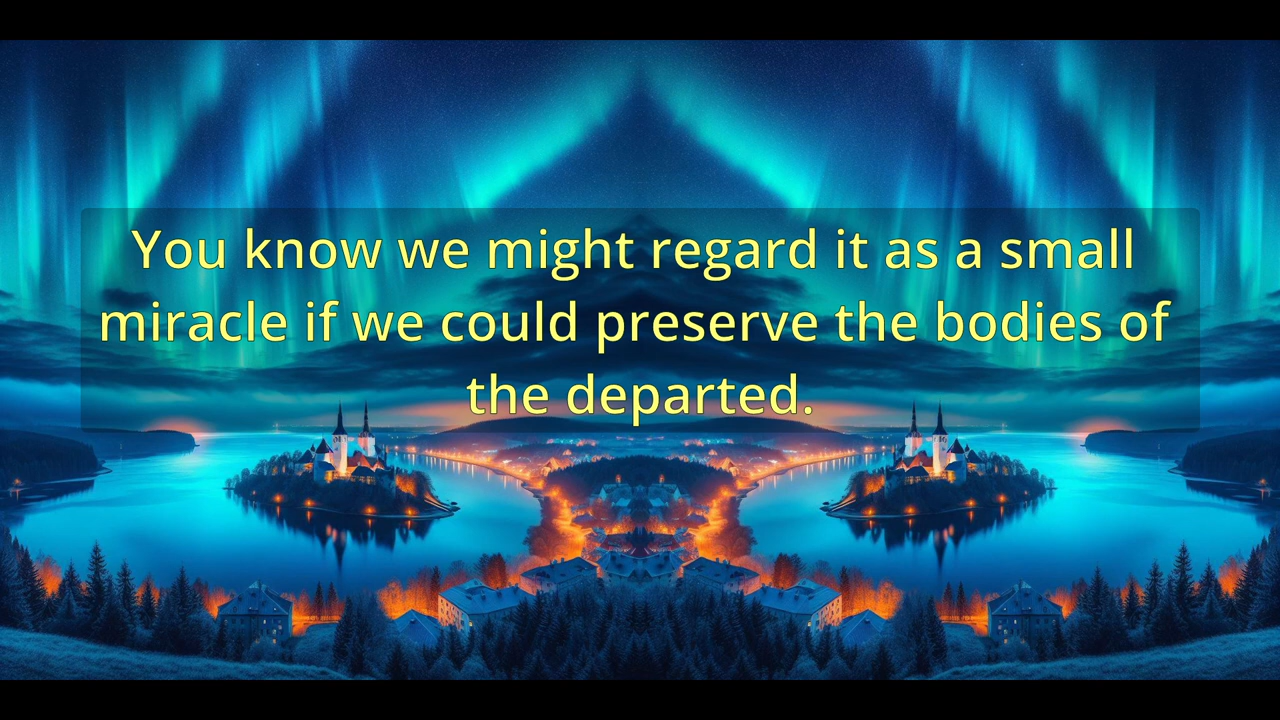 You know we might regard it as a small
miracle if we could preserve the bodies of
the departed.